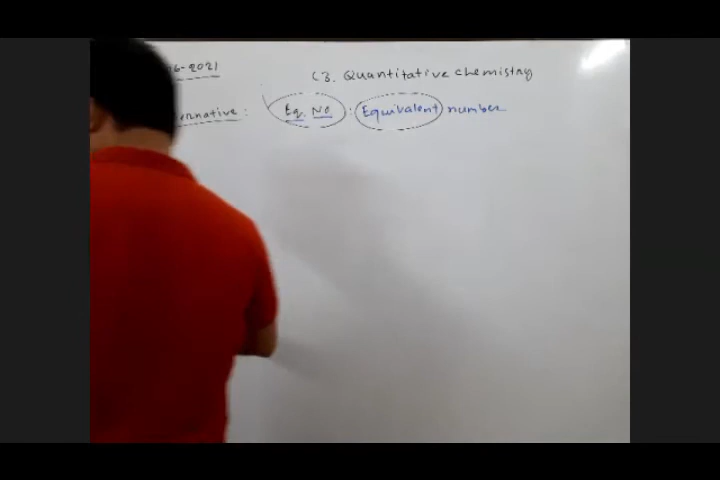 6-2021
C3. Quantitative chemistry
ernative : Eq. No : Equivalent number